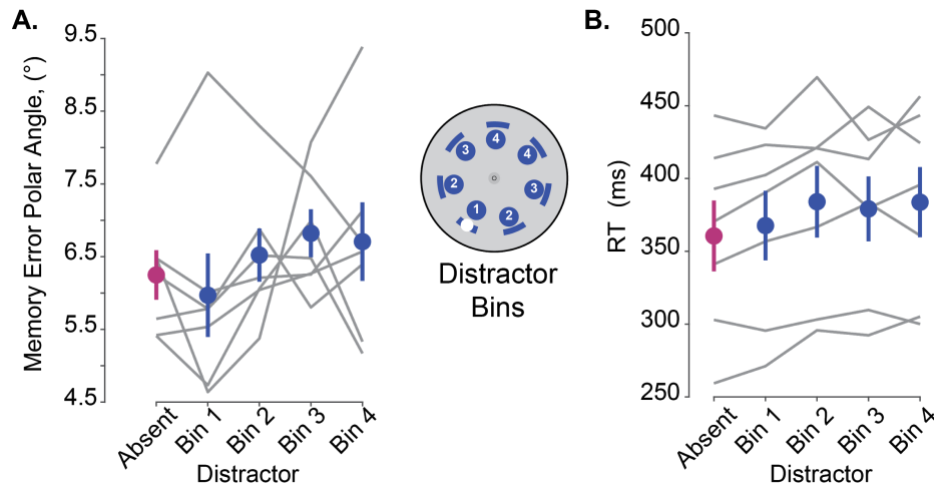 A.
Memory Error Polar Angle, (°)
9.5
8.5
7.5
6.5
5.5
4.5
Absent
Bin 1
Bin 2
Bin 3
Bin 4
Distractor
4
4
3
3
2
2
1
Distractor
Bins
B.
RT (ms)
500
450
400
350
300
250
Absent
Bin 1
Bin 2
Bin 3
Bin 4
Distractor